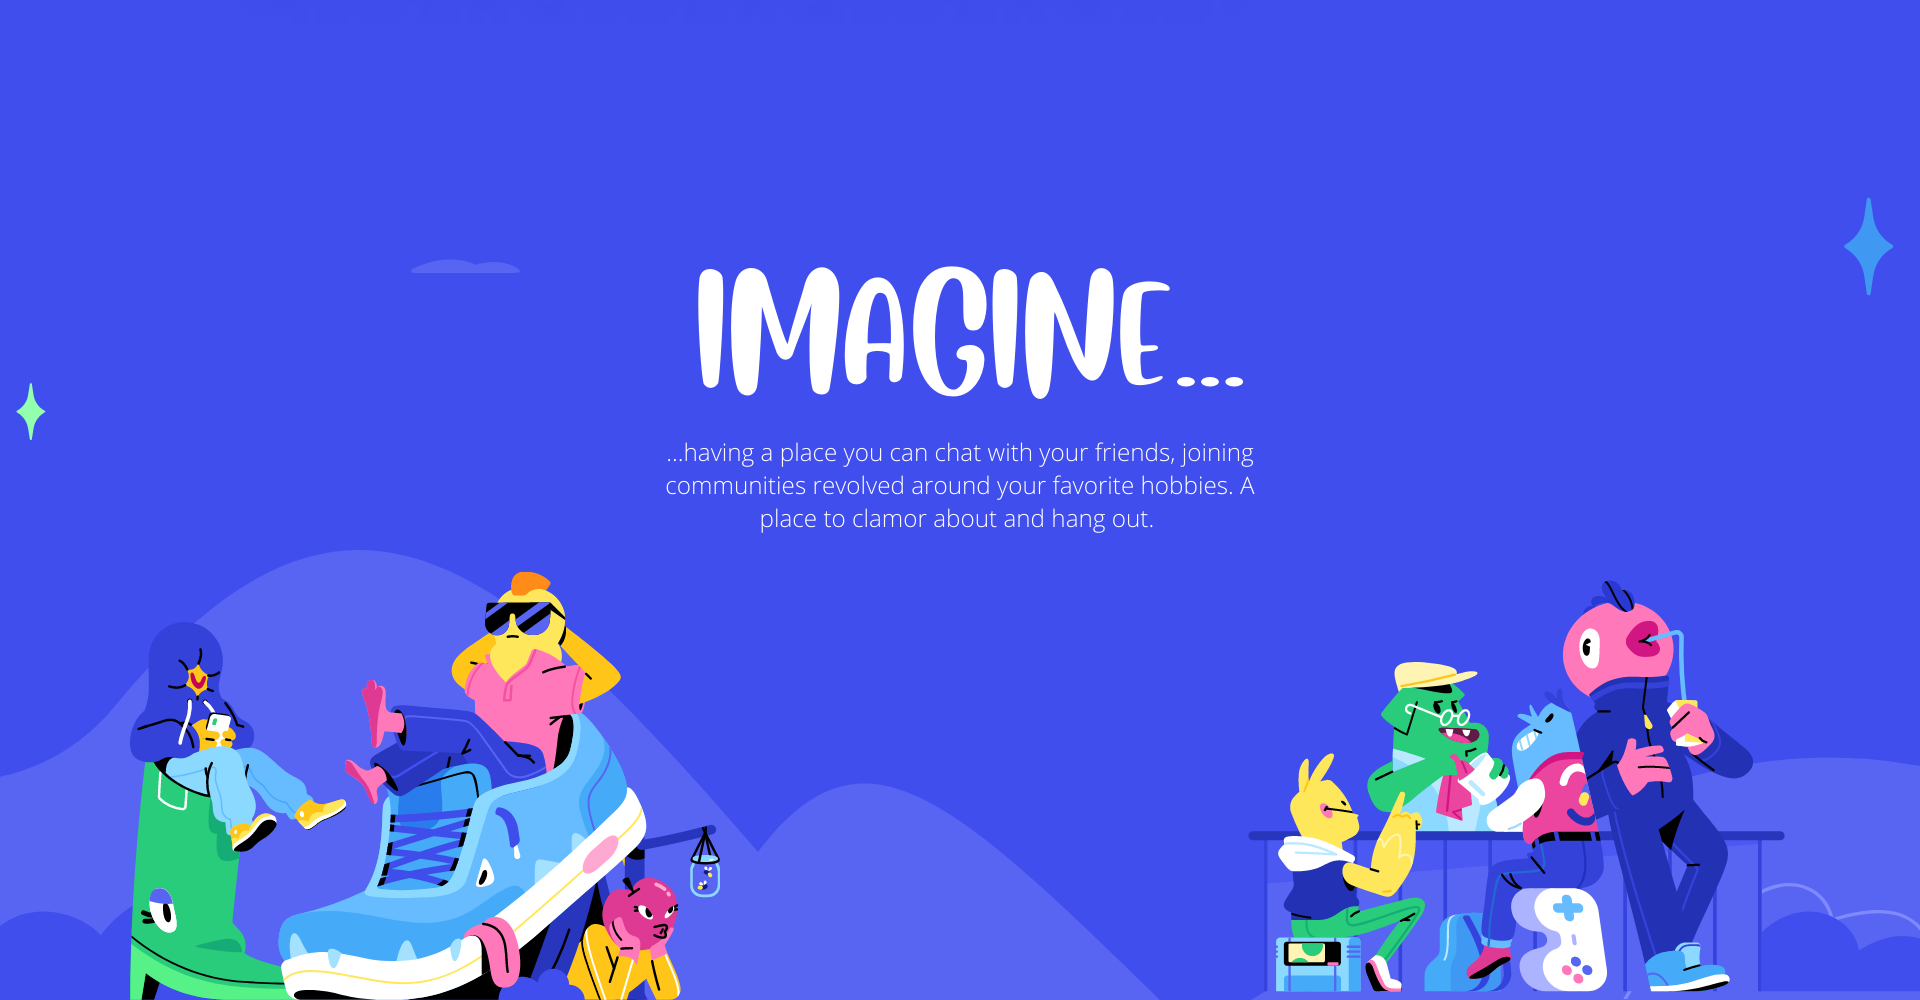 IMAGINE...
...having a place you can chat with your friends, joining
communities revolved around your favorite hobbies. A
place to clamor about and hang out.